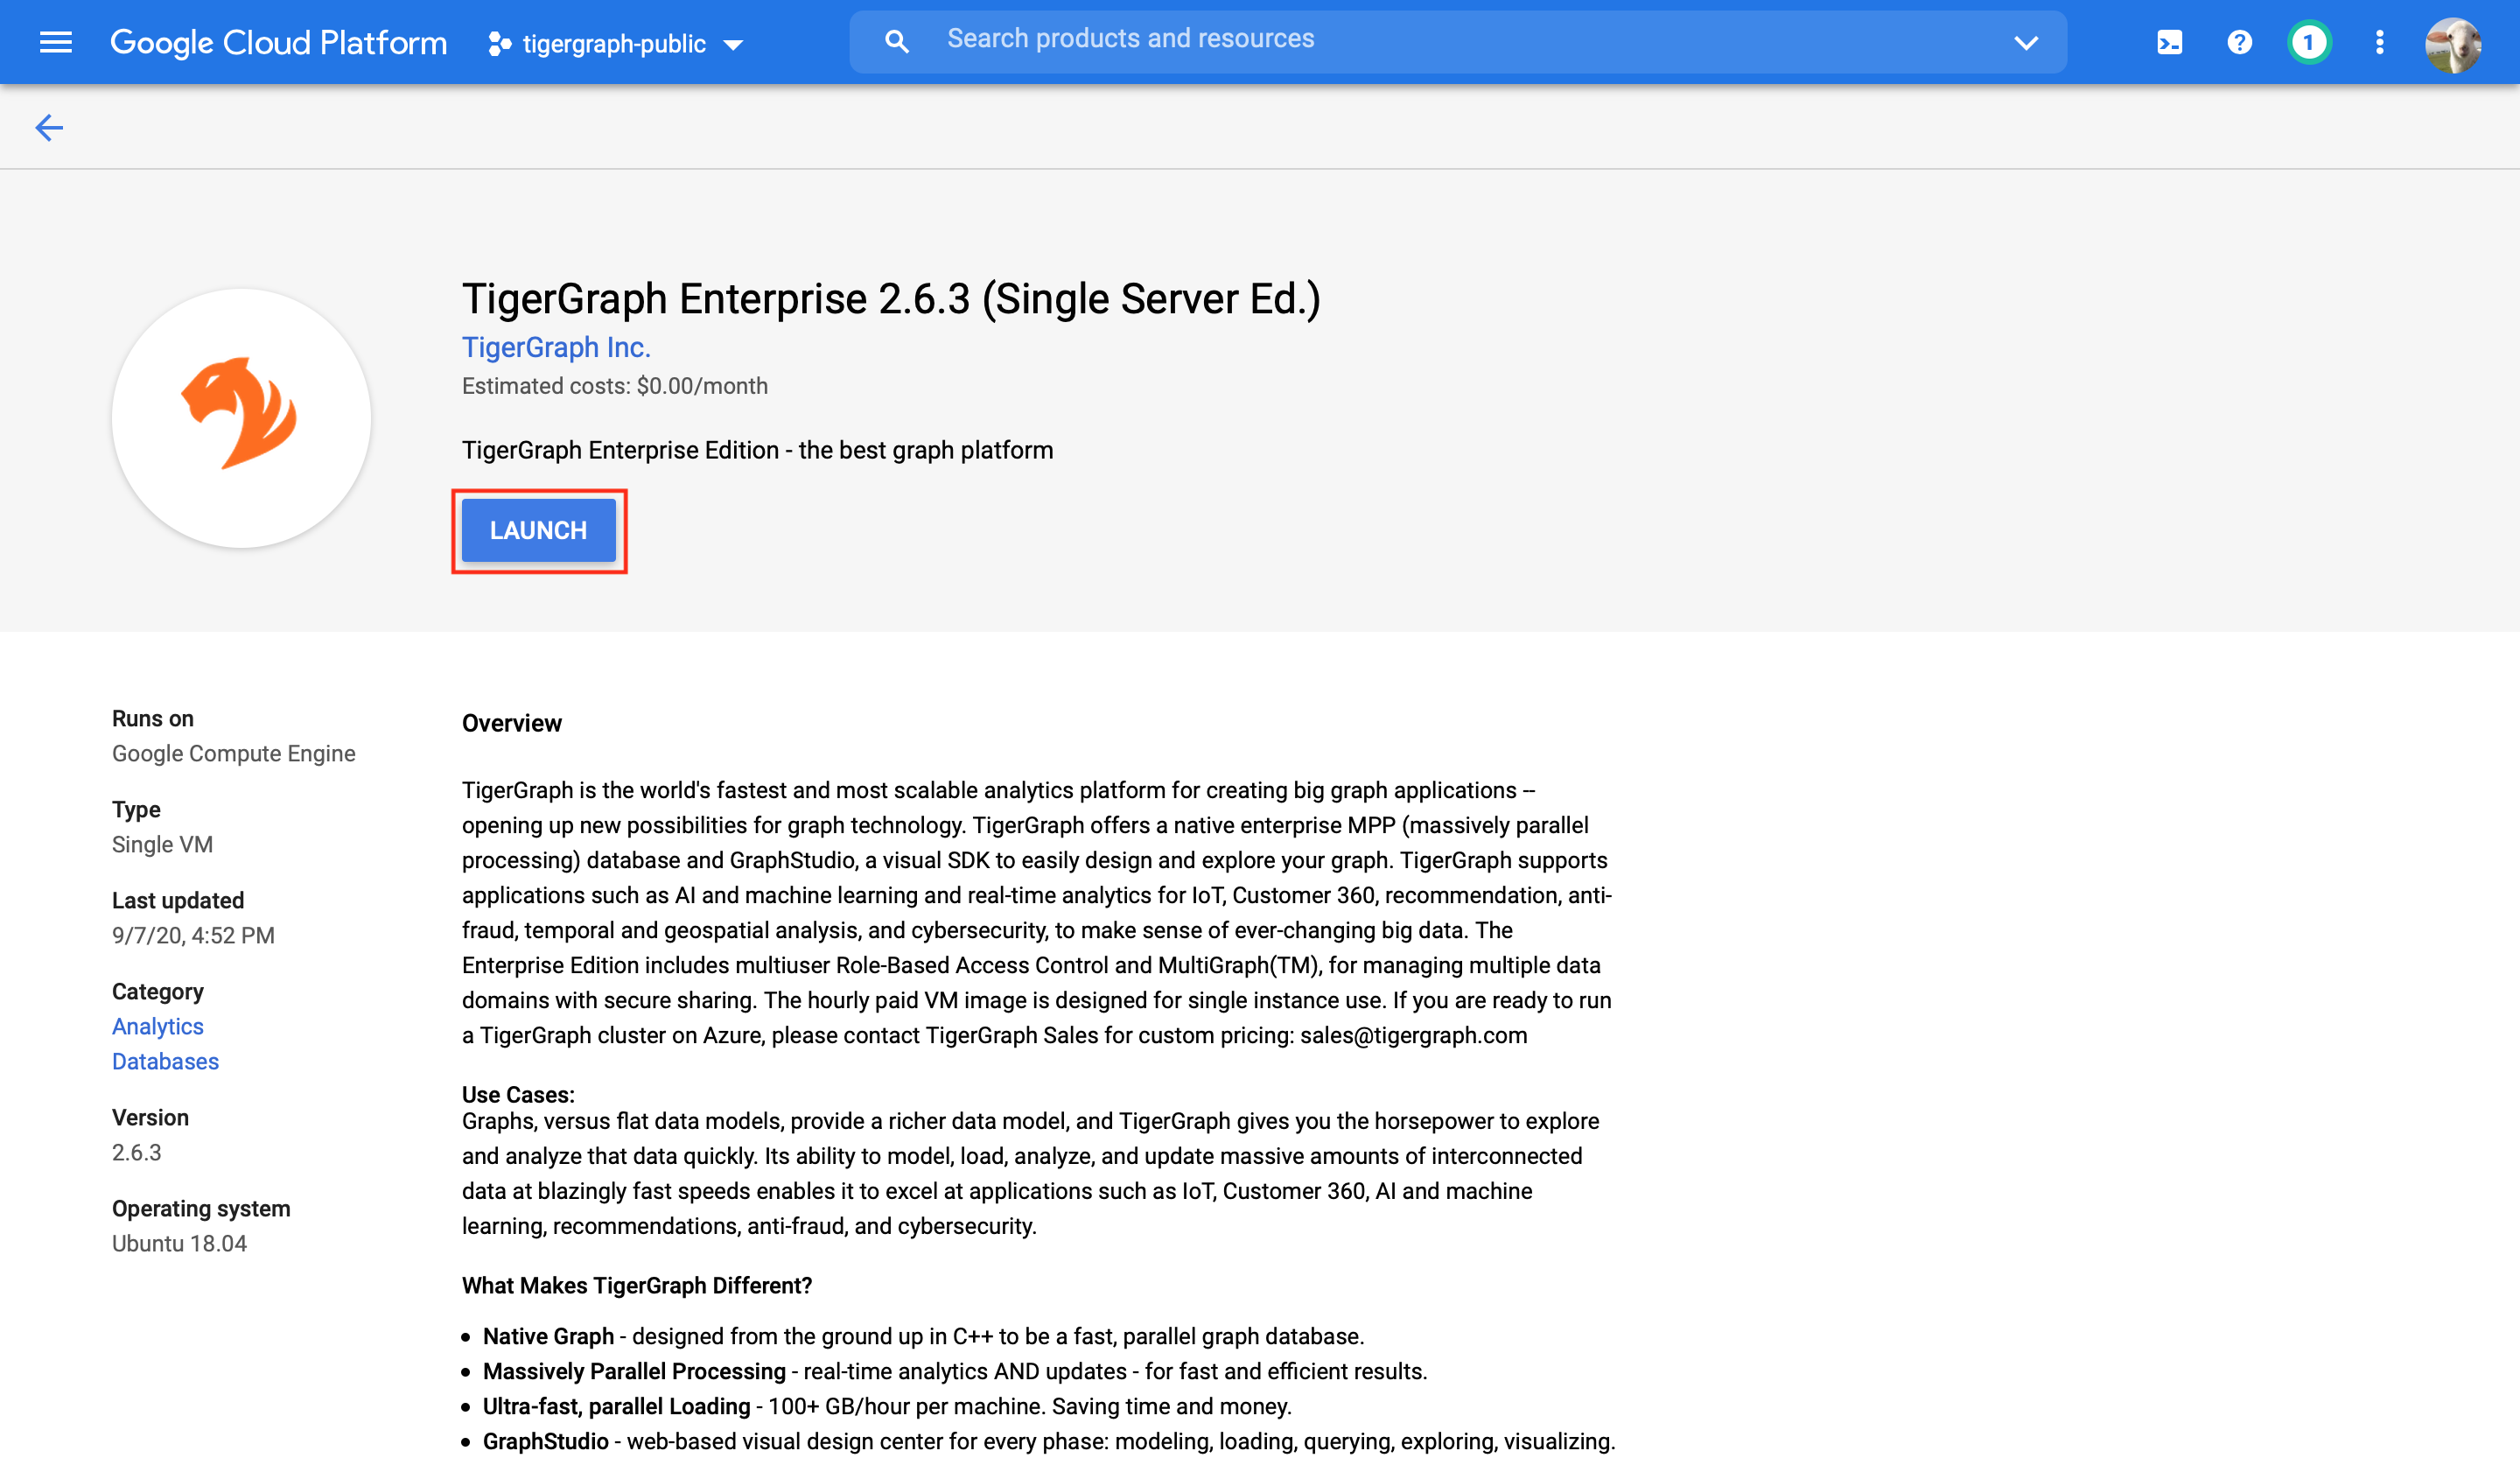 Google Cloud Platform
tigergraph-public
Search products and resources
1
TigerGraph Enterprise 2.6.3 (Single Server Ed.)
TigerGraph Inc.
Estimated costs: $0.00/month
TigerGraph Enterprise Edition - the best graph platform
LAUNCH
Runs on
Google Compute Engine
Type
Single VM
Last updated
9/7/20, 4:52 PM
Category
Analytics
Databases
Version
2.6.3
Operating system
Ubuntu 18.04
Overview
TigerGraph is the world's fastest and most scalable analytics platform for creating big graph applications --
opening up new possibilities for graph technology. TigerGraph offers a native enterprise MPP (massively parallel
processing) database and GraphStudio, a visual SDK to easily design and explore your graph. TigerGraph supports
applications such as AI and machine learning and real-time analytics for IoT, Customer 360, recommendation, anti-
fraud, temporal and geospatial analysis, and cybersecurity, to make sense of ever-changing big data. The
Enterprise Edition includes multiuser Role-Based Access Control and MultiGraph(TM), for managing multiple data
domains with secure sharing. The hourly paid VM image is designed for single instance use. If you are ready to run
a TigerGraph cluster on Azure, please contact TigerGraph Sales for custom pricing: sales@tigergraph.com
Use Cases:
Graphs, versus flat data models, provide a richer data model, and TigerGraph gives you the horsepower to explore
and analyze that data quickly. Its ability to model, load, analyze, and update massive amounts of interconnected
data at blazingly fast speeds enables it to excel at applications such as IoT, Customer 360, AI and machine
learning, recommendations, anti-fraud, and cybersecurity.
What Makes TigerGraph Different?
• Native Graph - designed from the ground up in C++ to be a fast, parallel graph database.
• Massively Parallel Processing - real-time analytics AND updates - for fast and efficient results.
• Ultra-fast, parallel Loading - 100+ GB/hour per machine. Saving time and money.
• GraphStudio - web-based visual design center for every phase: modeling, loading, querying, exploring, visualizing.